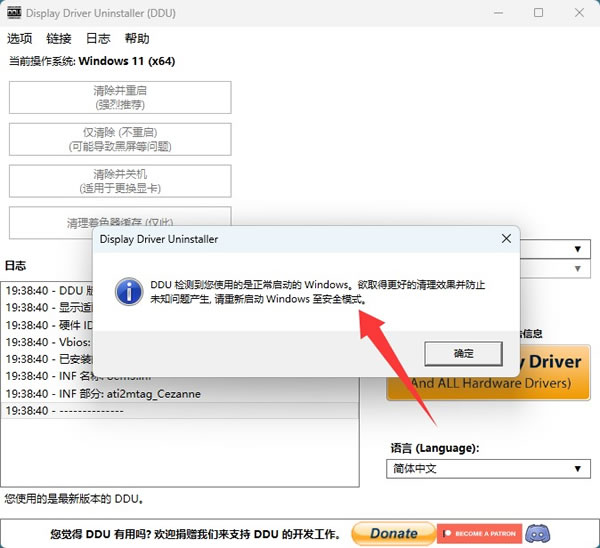 Display Driver Uninstaller (DDU)
选项 链接 日志 帮助
当前操作系统: Windows 11 (x64)
清除并重启
(强烈推荐)
仅清除 (不重启)
(可能导致黑屏等问题)
清除并关机
(适用于更换显卡)
清理着色器缓存 (仅此)
Display Driver Uninstaller
DDU 检测到您使用的是正常启动的 Windows。欲取得更好的清理效果并防止
未知问题产生, 请重新启动 Windows 至安全模式。
确定
日志
19:38:40 - DDU
19:38:40 - 显示适
19:38:40 - 硬件 ID
19:38:40 - Vbios:
19:38:40 - 已安装
19:38:40 - INF 名称:
19:38:40 - INF 部分: ati2mtag_Cezanne
19:38:40 - --------------
信息
Driver
And ALL Hardware Drivers)
语言 (Language):
简体中文
您使用的是最新版本的 DDU。
您觉得 DDU 有用吗? 欢迎捐赠我们来支持 DDU 的开发工作。
Donate
BECOME A PATRON